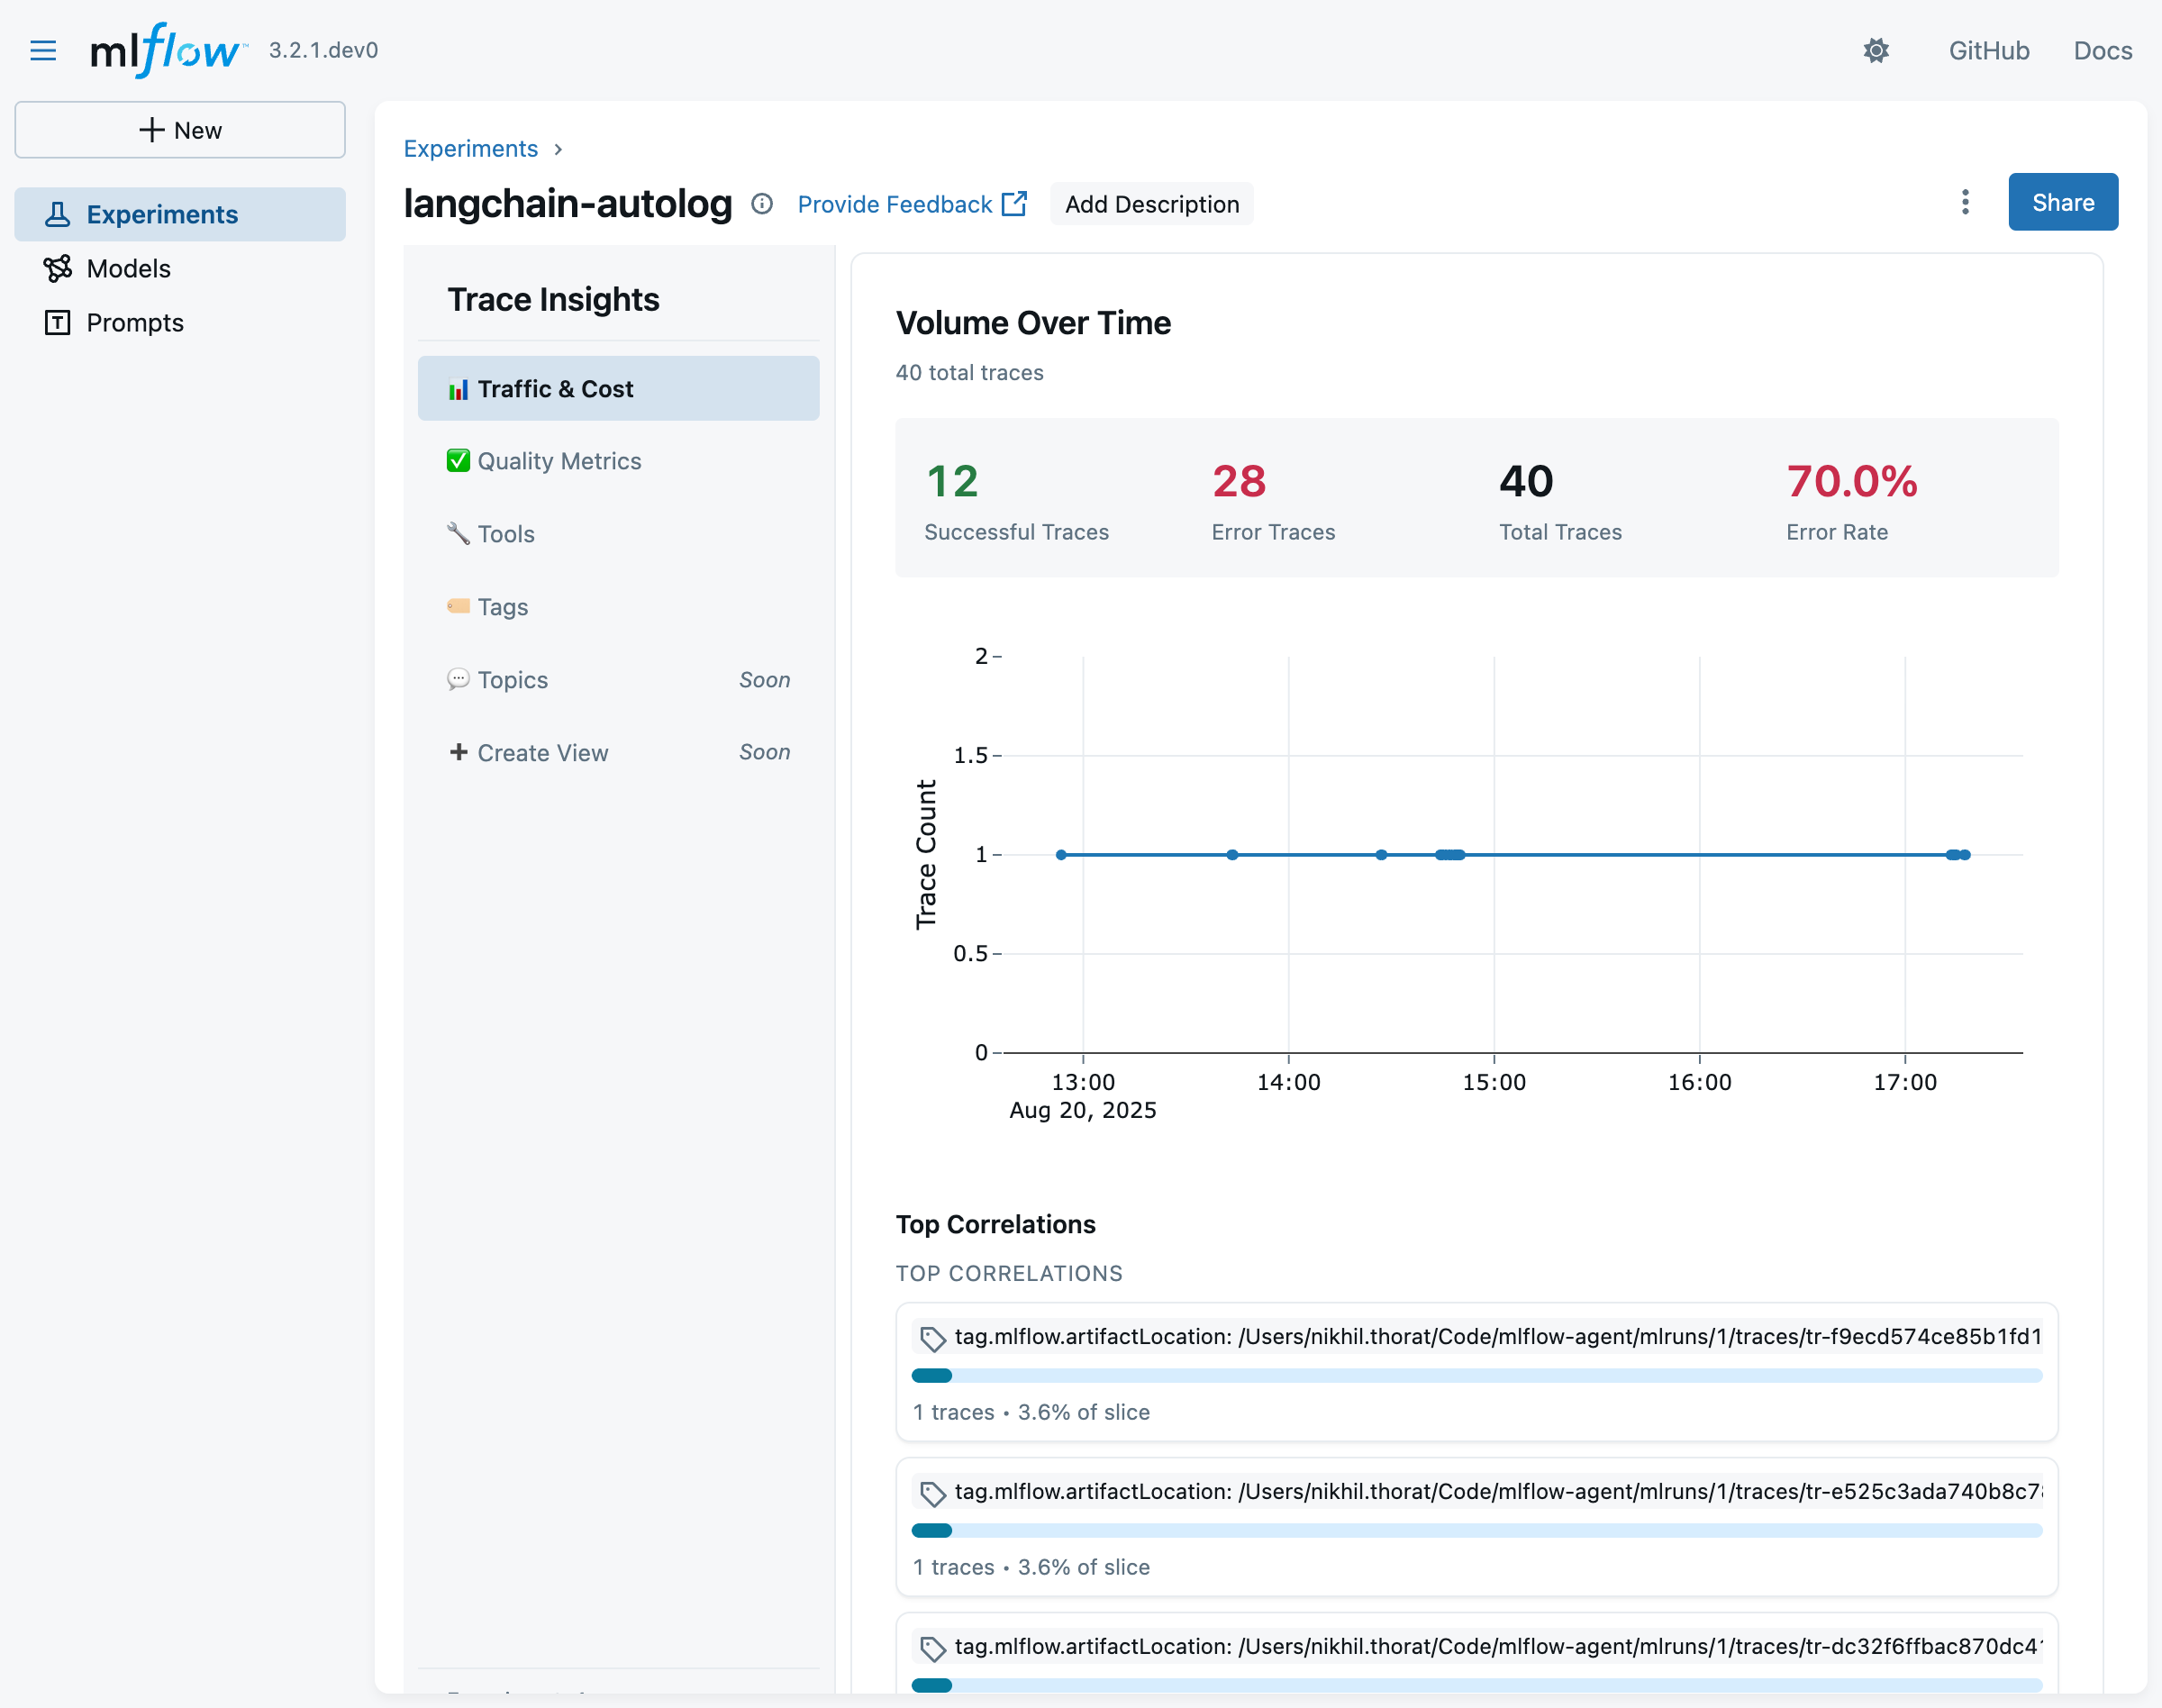 mlflow™ 3.2.1.dev0
GitHub
Docs
New
Experiments
Models
Prompts
Experiments ›
langchain-autolog
Provide Feedback
Add Description
Share
Trace Insights
Traffic & Cost
Quality Metrics
Tools
Tags
Topics Soon
Create View Soon
Volume Over Time
40 total traces
12
Successful Traces
28
Error Traces
40
Total Traces
70.0%
Error Rate
2
1.5
1
0.5
0
Trace Count
13:00 14:00 15:00 16:00 17:00
Aug 20, 2025
Top Correlations
TOP CORRELATIONS
tag.mlflow.artifactLocation: /Users/nikhil.thorat/Code/mlflow-agent/mlruns/1/traces/tr-f9ecd574ce85b1fd1
1 traces • 3.6% of slice
tag.mlflow.artifactLocation: /Users/nikhil.thorat/Code/mlflow-agent/mlruns/1/traces/tr-e525c3ada740b8c78
1 traces • 3.6% of slice
tag.mlflow.artifactLocation: /Users/nikhil.thorat/Code/mlflow-agent/mlruns/1/traces/tr-dc32f6ffbac870dc41